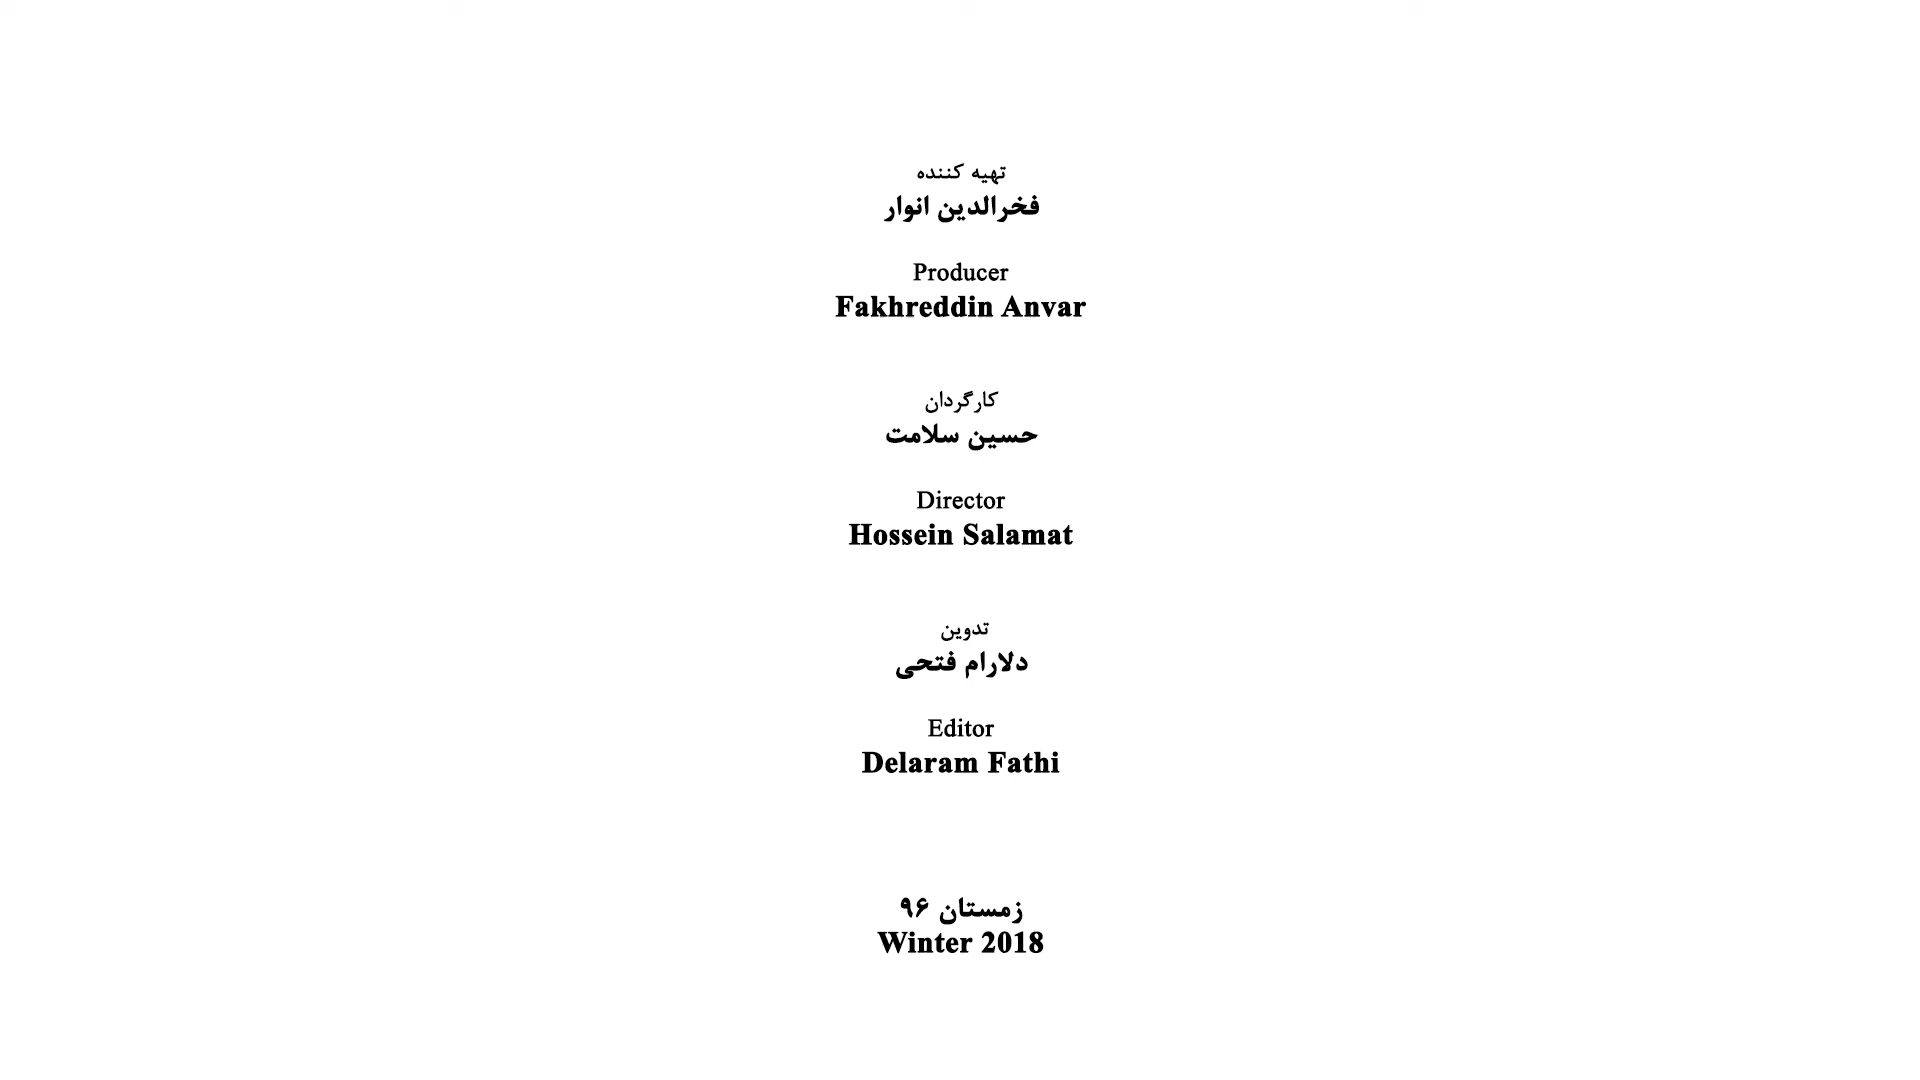 تهیه کننده
فخرالدین انوار
Producer
Fakhreddin Anvar
کارگردان
حسین سلامت
Director
Hossein Salamat
تدوین
دلارام فتحی
Editor
Delaram Fathi
زمستان ۹۶
Winter 2018